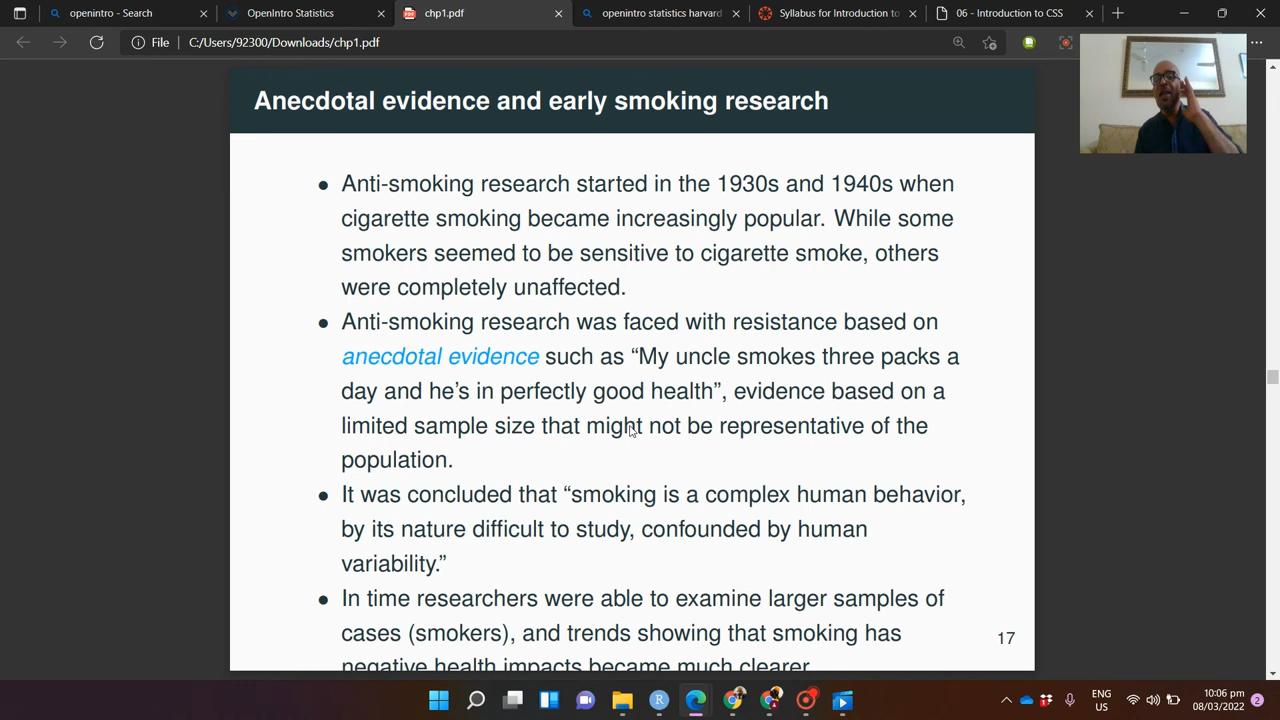 openintro - Search
OpenIntro Statistics
chp1.pdf
openintro statistics harvard
Syllabus for Introduction to
06 - Introduction to CSS
File
C:/Users/92300/Downloads/chp1.pdf
Anecdotal evidence and early smoking research
• Anti-smoking research started in the 1930s and 1940s when
cigarette smoking became increasingly popular. While some
smokers seemed to be sensitive to cigarette smoke, others
were completely unaffected.
• Anti-smoking research was faced with resistance based on
anecdotal evidence such as “My uncle smokes three packs a
day and he’s in perfectly good health”, evidence based on a
limited sample size that might not be representative of the
population.
• It was concluded that “smoking is a complex human behavior,
by its nature difficult to study, confounded by human
variability.”
• In time researchers were able to examine larger samples of
cases (smokers), and trends showing that smoking has
negative health impacts became much clearer.
17
ENG
US
10:06 pm
08/03/2022
2